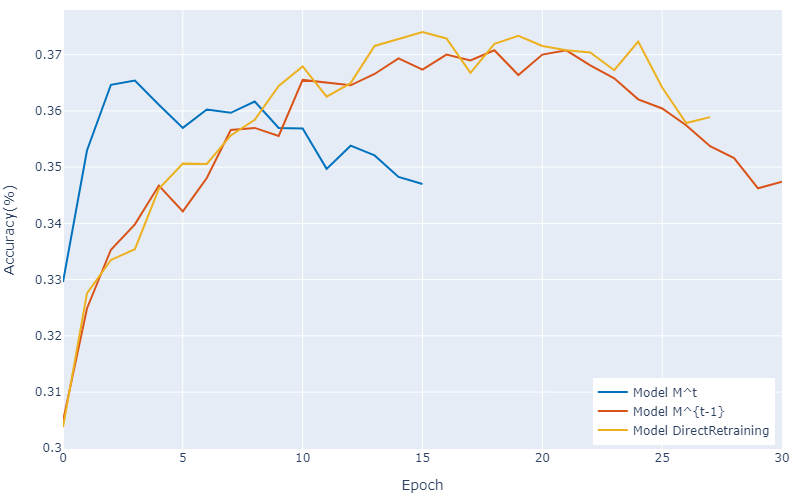 0.37
0.36
0.35
0.34
0.33
0.32
0.31
0.3
Accuracy(%)
0 5 10 15 20 25 30
Epoch
Model M^t
Model M^{t-1}
Model DirectRetraining